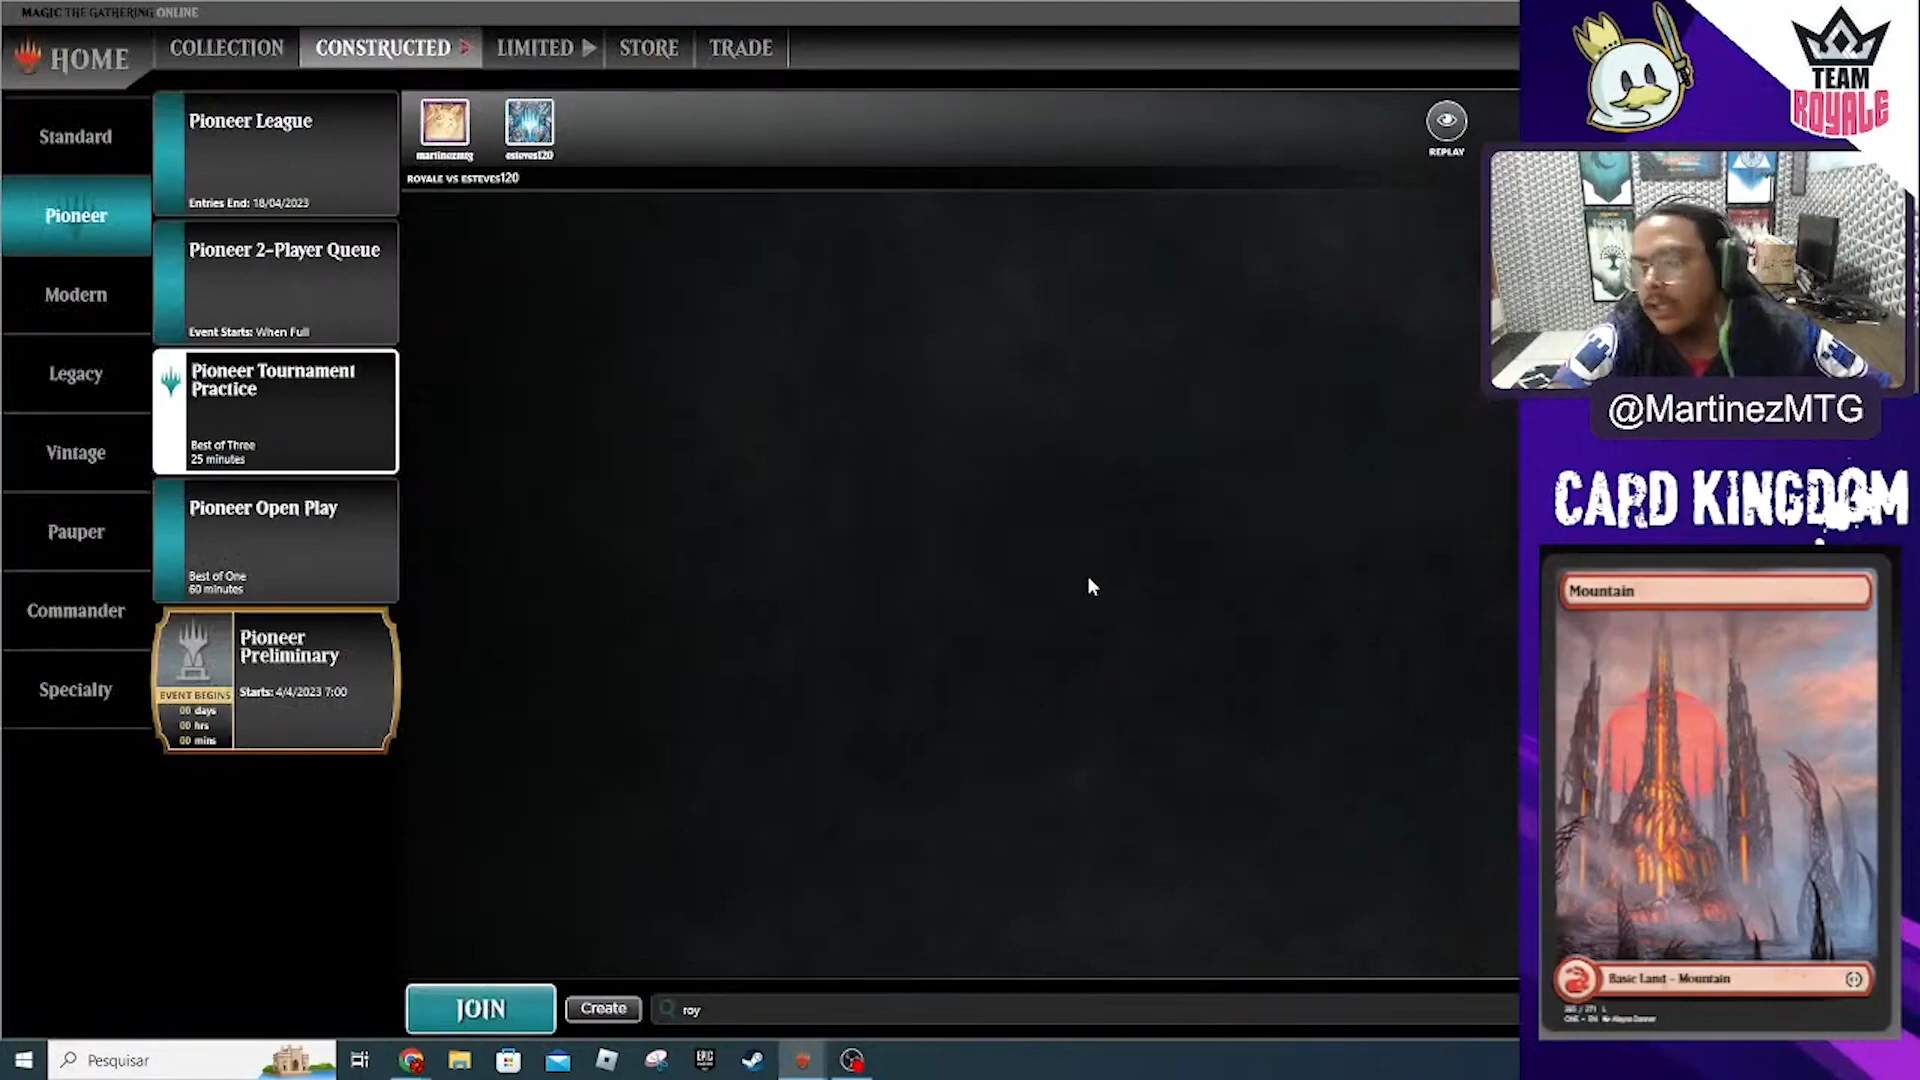 MAGIC THE GATHERING ONLINE
HOME
COLLECTION
CONSTRUCTED
LIMITED
STORE
TRADE
Standard
Pioneer
Modern
Legacy
Vintage
Pauper
Commander
Specialty
Pioneer League
Entries End: 18/04/2023
Pioneer 2-Player Queue
Event Starts: When Full
Pioneer Tournament
Practice
Best of Three
25 minutes
Pioneer Open Play
Best of One
60 minutes
Pioneer
Preliminary
EVENT BEGINS
Starts: 4/4/2023 7:00
00 days
00 hrs
00 mins
martinezmtg
esteves120
REPLAY
ROYALE VS ESTEVES120
JOIN
Create
roy
TEAM
ROYALE
@MartinezMTG
CARD KINGDOM
Mountain
Basic Land - Mountain
Pesquisar
EPIC